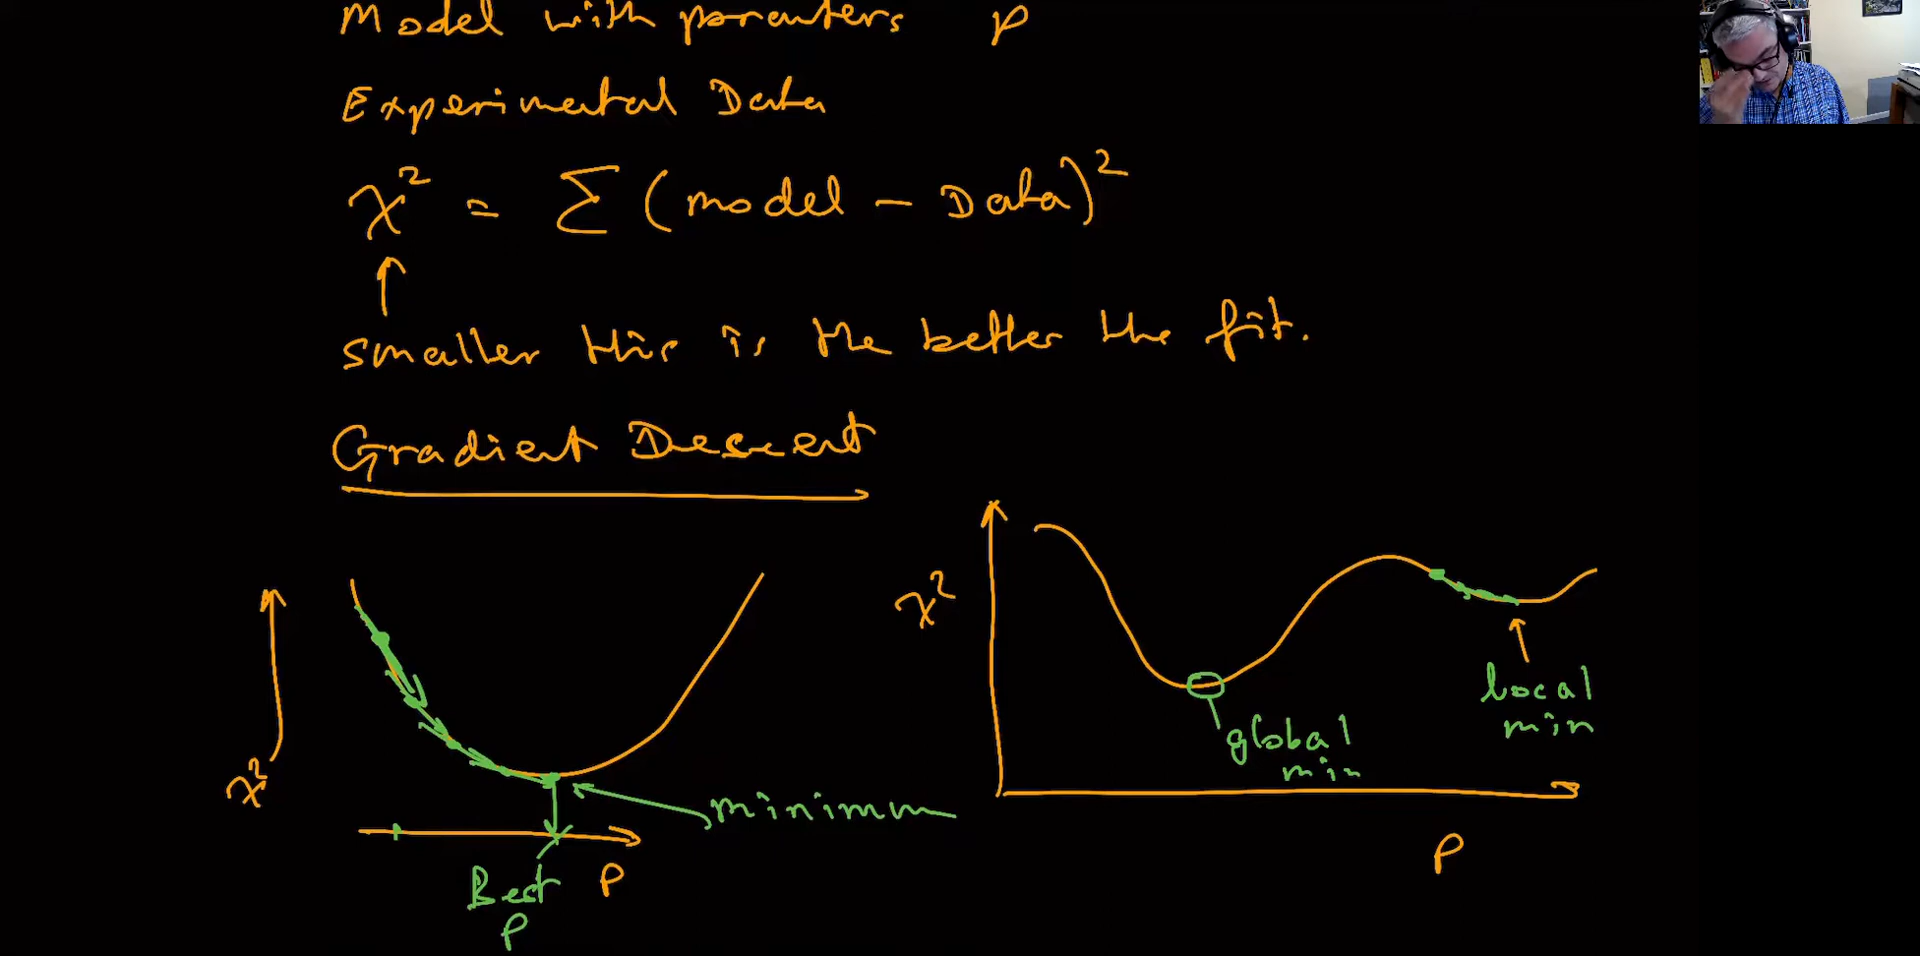 Model with paramters p
Experimental Data
χ² = Σ (model - Data)²
↑
smaller this is the better the fit.
Gradient Descent
χ²
minimum
Best P
P
χ²
global
min
local
min
P